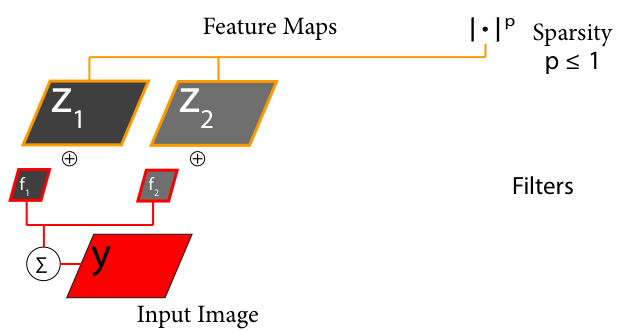 Feature Maps
|·|ᵖ
Sparsity
p ≤ 1
z₁
z₂
⊕
⊕
f₁
f₂
Filters
Σ
y
Input Image